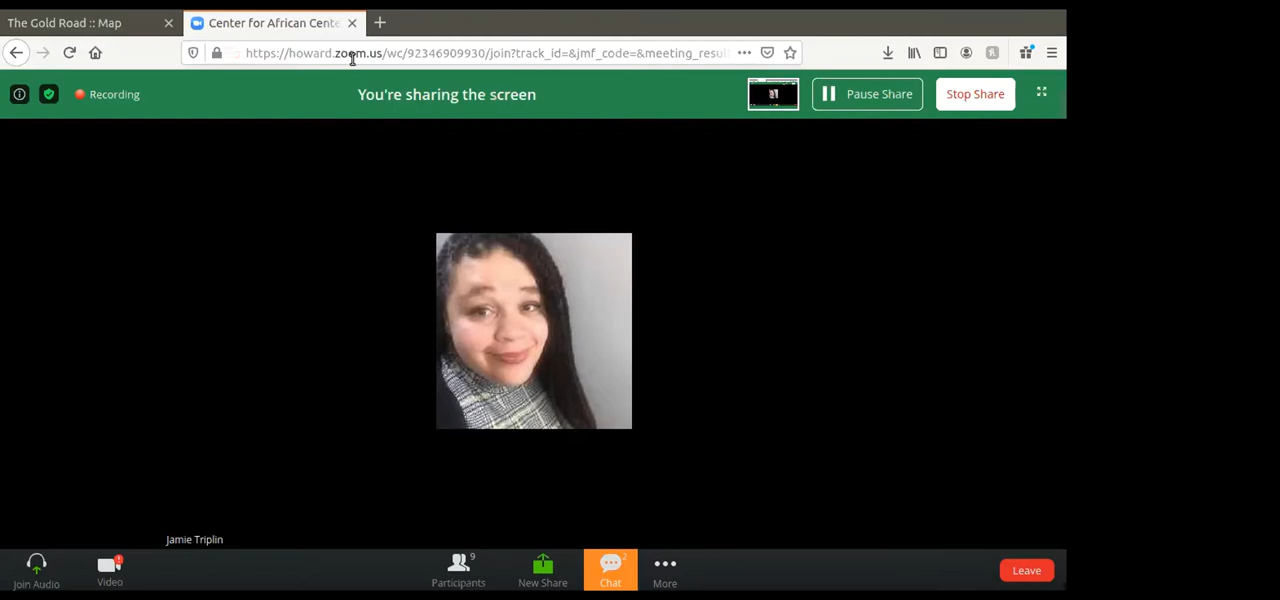 The Gold Road :: Map
Center for African Cente
https://howard.zoom.us/wc/92346909930/join?track_id=&jmf_code=&meeting_resul
Recording
You're sharing the screen
Pause Share
Stop Share
Jamie Triplin
Join Audio
Video
Participants
9
New Share
Chat
2
More
Leave